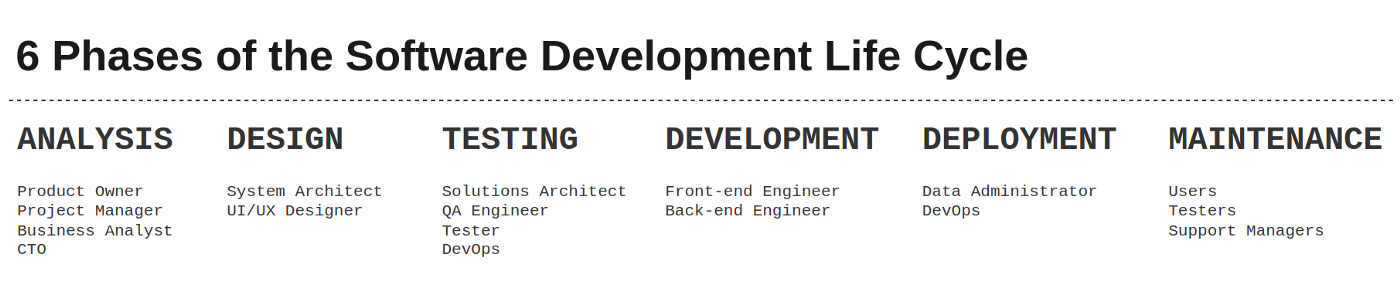 6 Phases of the Software Development Life Cycle
ANALYSIS
Product Owner
Project Manager
Business Analyst
CTO
DESIGN
System Architect
UI/UX Designer
TESTING
Solutions Architect
QA Engineer
Tester
DevOps
DEVELOPMENT
Front-end Engineer
Back-end Engineer
DEPLOYMENT
Data Administrator
DevOps
MAINTENANCE
Users
Testers
Support Managers